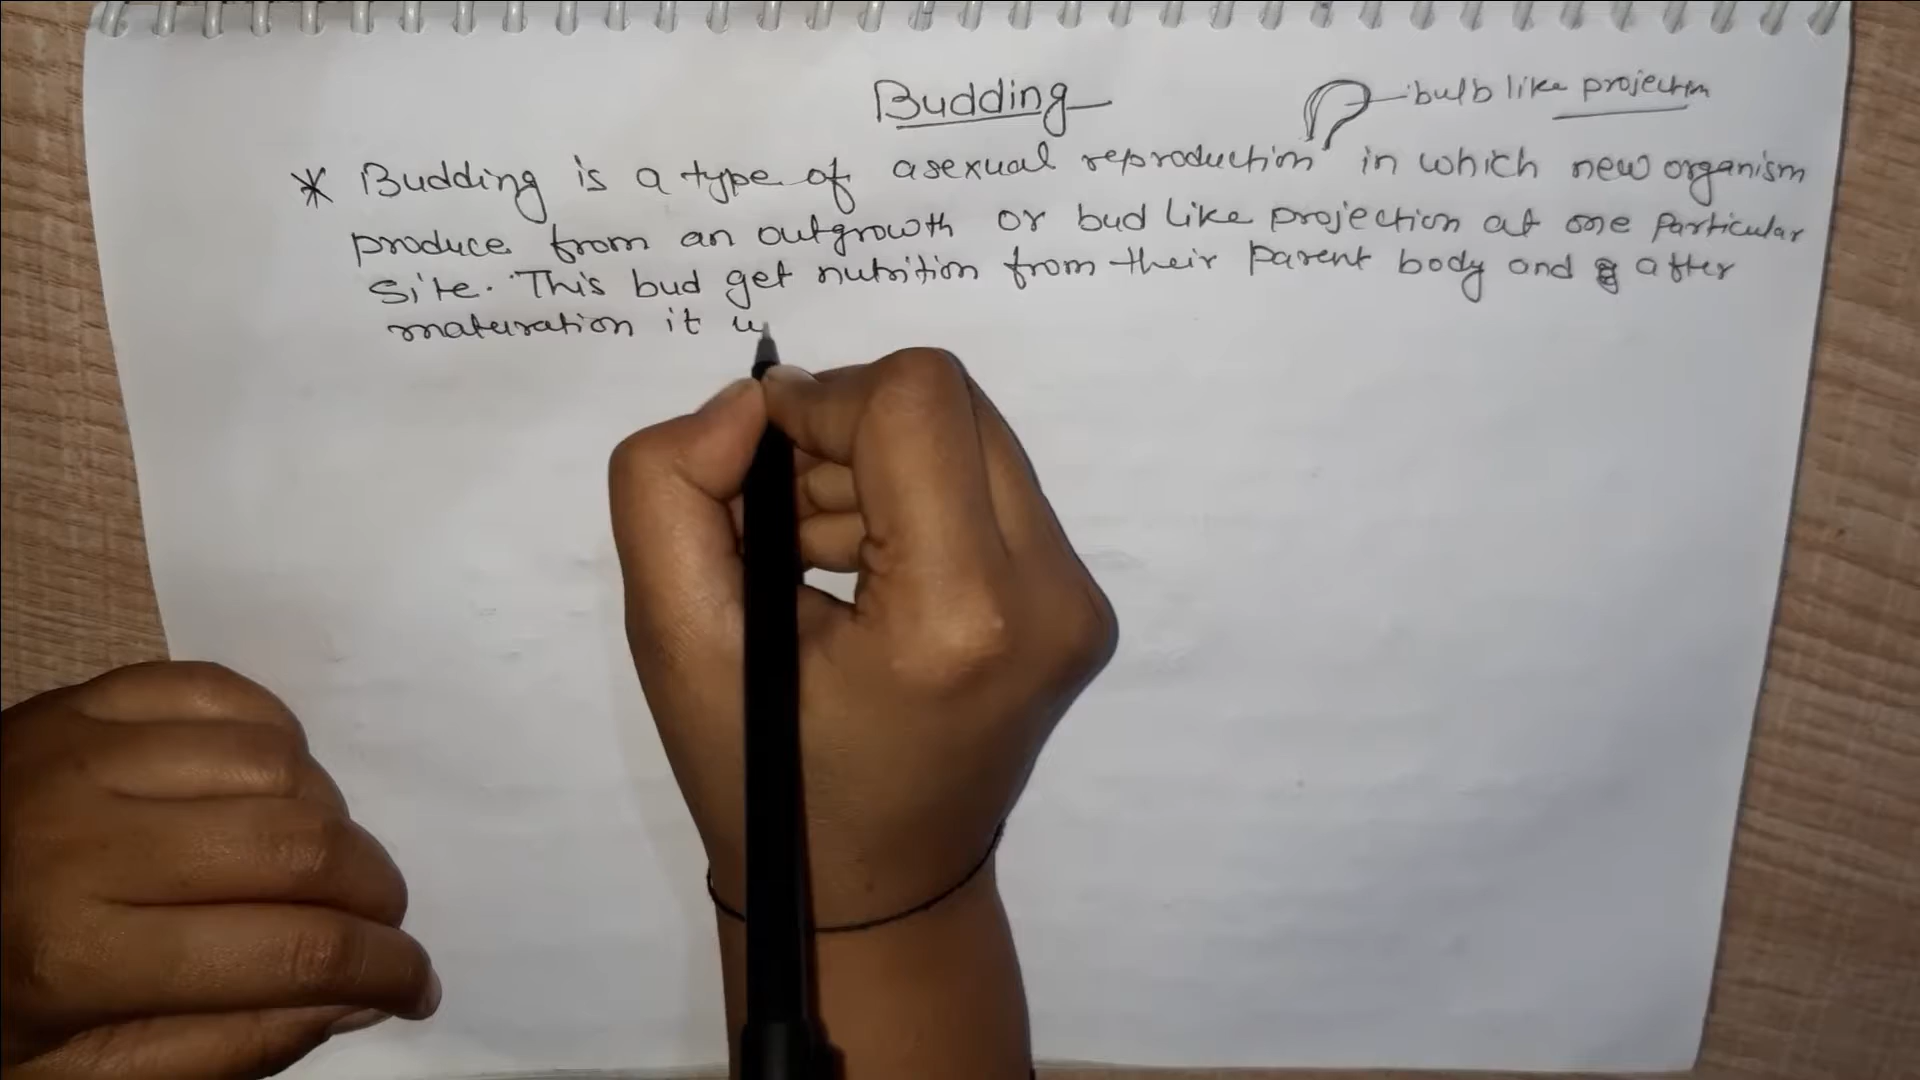 Budding
bulb like projection
* Budding is a type of asexual reproduction in which new organism
produce from an outgrowth or bud like projection at one particular
site. This bud get nutrition from their parent body and after
maturation it